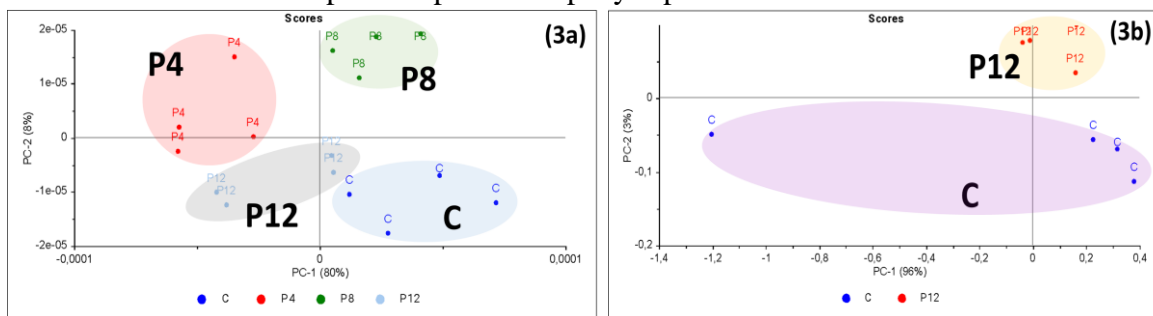 Scores
(3a)
2e-05
P8
P8
P8
P4
P4
P8
1e-05
P8
P4
P4
0
P4
PC-2 (8%)
P12
P12
C
-1e-05
P12
P12
C
C
P12
C
C
-2e-05
-0,0001
0
0,0001
PC-1 (80%)
C
P4
P8
P12
Scores
(3b)
P12
P12
P12
P12
P12
0
C
C
C
PC-2 (3%)
C
-0,1
C
-0,2
-1,4
-1,2
-1
-0,8
-0,6
-0,4
-0,2
0
0,2
0,4
PC-1 (96%)
C
P12